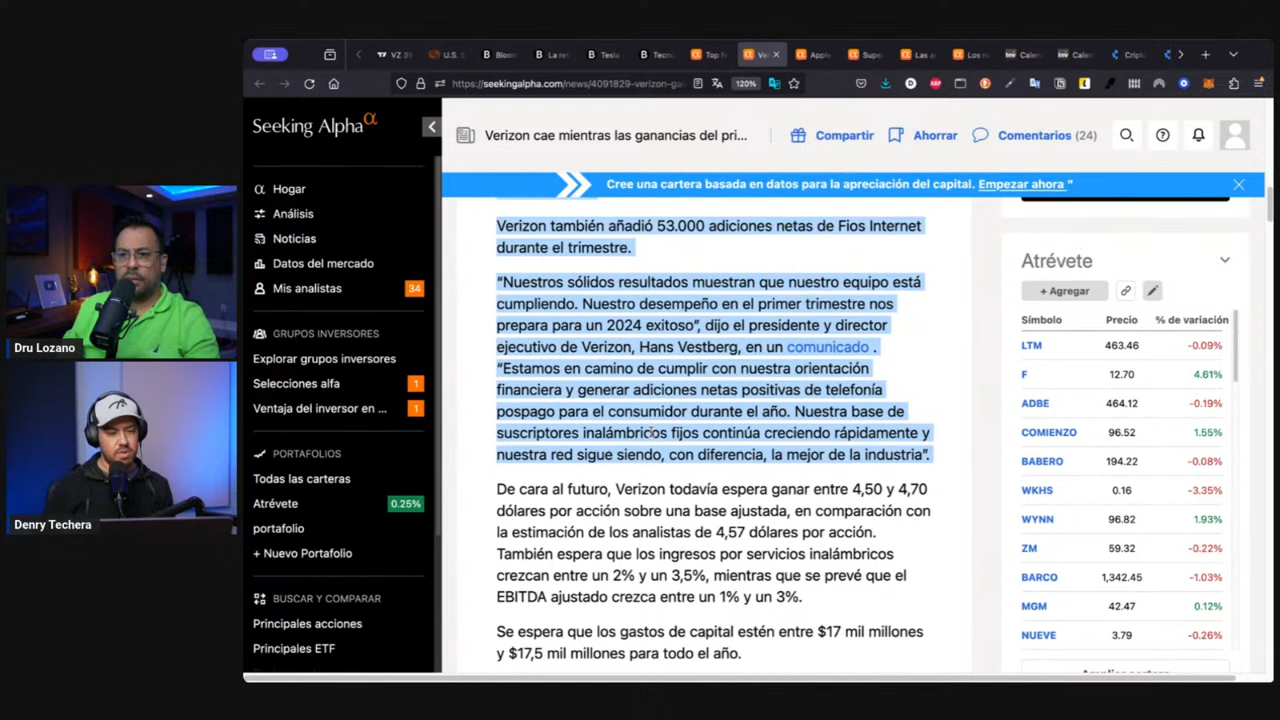 VZ 39
U.S. S
Bloom
La ret
Tesla
Tecno
Top N
Ver
Apple
Super
Las a
Los r
Calen
Calen
Cripto
https://seekingalpha.com/news/4091829-verizon-ga
120%
Seeking Alpha α
Verizon cae mientras las ganancias del pri...
Compartir
Ahorrar
Comentarios (24)
Cree una cartera basada en datos para la apreciación del capital. Empezar ahora "
Hogar
Análisis
Noticias
Datos del mercado
Mis analistas
34
GRUPOS INVERSORES
Explorar grupos inversores
Selecciones alfa
1
Ventaja del inversor en ...
1
PORTAFOLIOS
Todas las carteras
Atrévete
0.25%
portafolio
+ Nuevo Portafolio
BUSCAR Y COMPARAR
Principales acciones
Principales ETF
Verizon también añadió 53.000 adiciones netas de Fios Internet
durante el trimestre.
“Nuestros sólidos resultados muestran que nuestro equipo está
cumpliendo. Nuestro desempeño en el primer trimestre nos
prepara para un 2024 exitoso”, dijo el presidente y director
ejecutivo de Verizon, Hans Vestberg, en un comunicado .
“Estamos en camino de cumplir con nuestra orientación
financiera y generar adiciones netas positivas de telefonía
pospago para el consumidor durante el año. Nuestra base de
suscriptores inalámbricos fijos continúa creciendo rápidamente y
nuestra red sigue siendo, con diferencia, la mejor de la industria”.
De cara al futuro, Verizon todavía espera ganar entre 4,50 y 4,70
dólares por acción sobre una base ajustada, en comparación con
la estimación de los analistas de 4,57 dólares por acción.
También espera que los ingresos por servicios inalámbricos
crezcan entre un 2% y un 3,5%, mientras que se prevé que el
EBITDA ajustado crezca entre un 1% y un 3%.
Se espera que los gastos de capital estén entre $17 mil millones
y $17,5 mil millones para todo el año.
Atrévete
+ Agregar
Símbolo Precio % de variación
LTM 463.46 -0.09%
F 12.70 4.61%
ADBE 464.12 -0.19%
COMIENZO 96.52 1.55%
BABERO 194.22 -0.08%
WKHS 0.16 -3.35%
WYNN 96.82 1.93%
ZM 59.32 -0.22%
BARCO 1,342.45 -1.03%
MGM 42.47 0.12%
NUEVE 3.79 -0.26%
Dru Lozano
Denry Techera